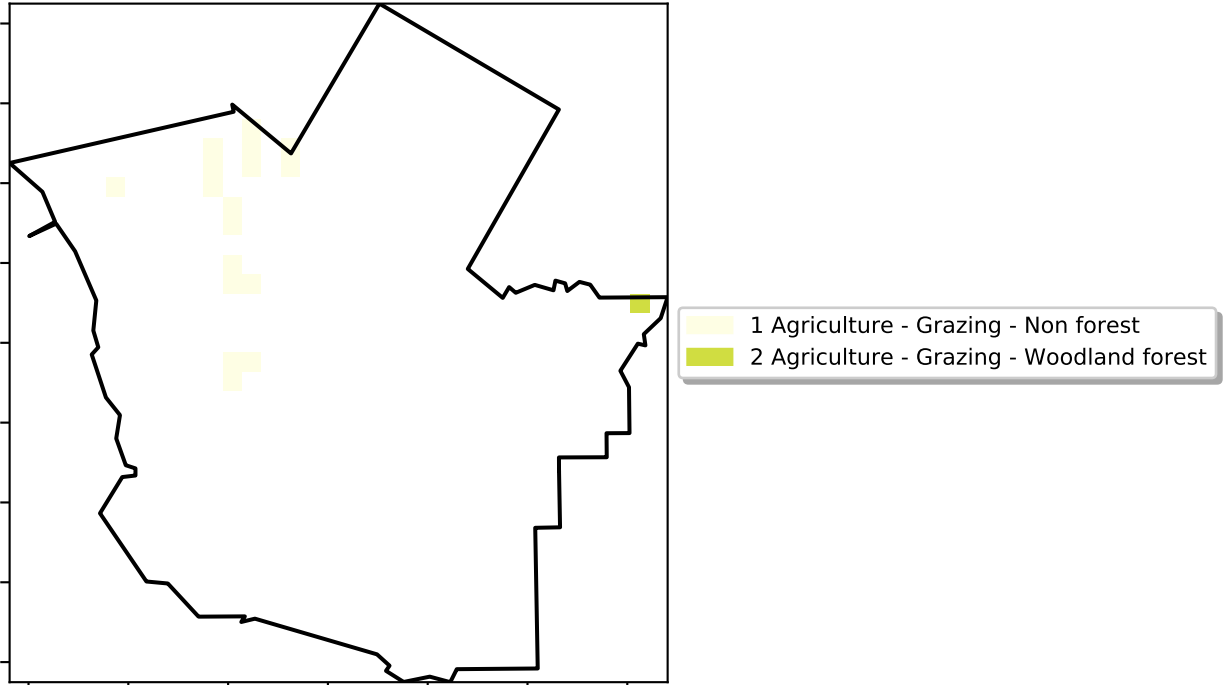 1 Agriculture - Grazing - Non forest
2 Agriculture - Grazing - Woodland forest